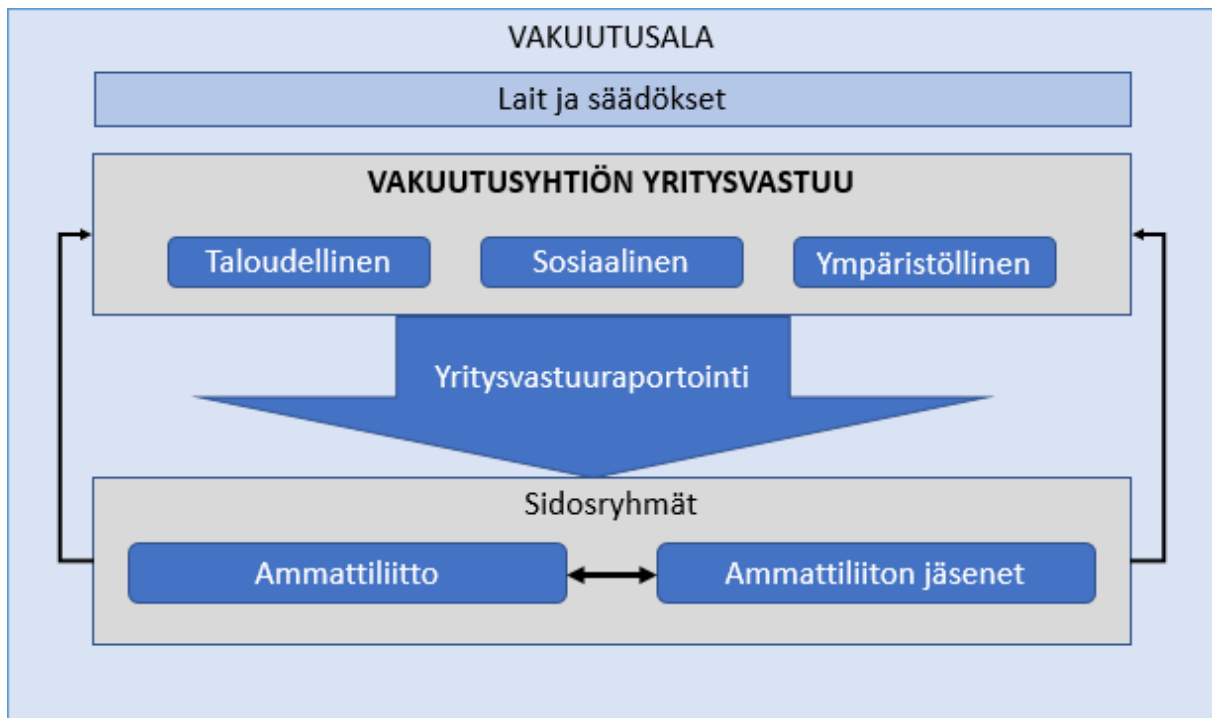 VAKUUTUSALA
Lait ja säädökset
VAKUUTUSYHTIÖN YRITYSVASTUU
Taloudellinen
Sosiaalinen
Ympäristöllinen
Yritysvastuuraportointi
Sidosryhmät
Ammattiliitto
Ammattiliiton jäsenet